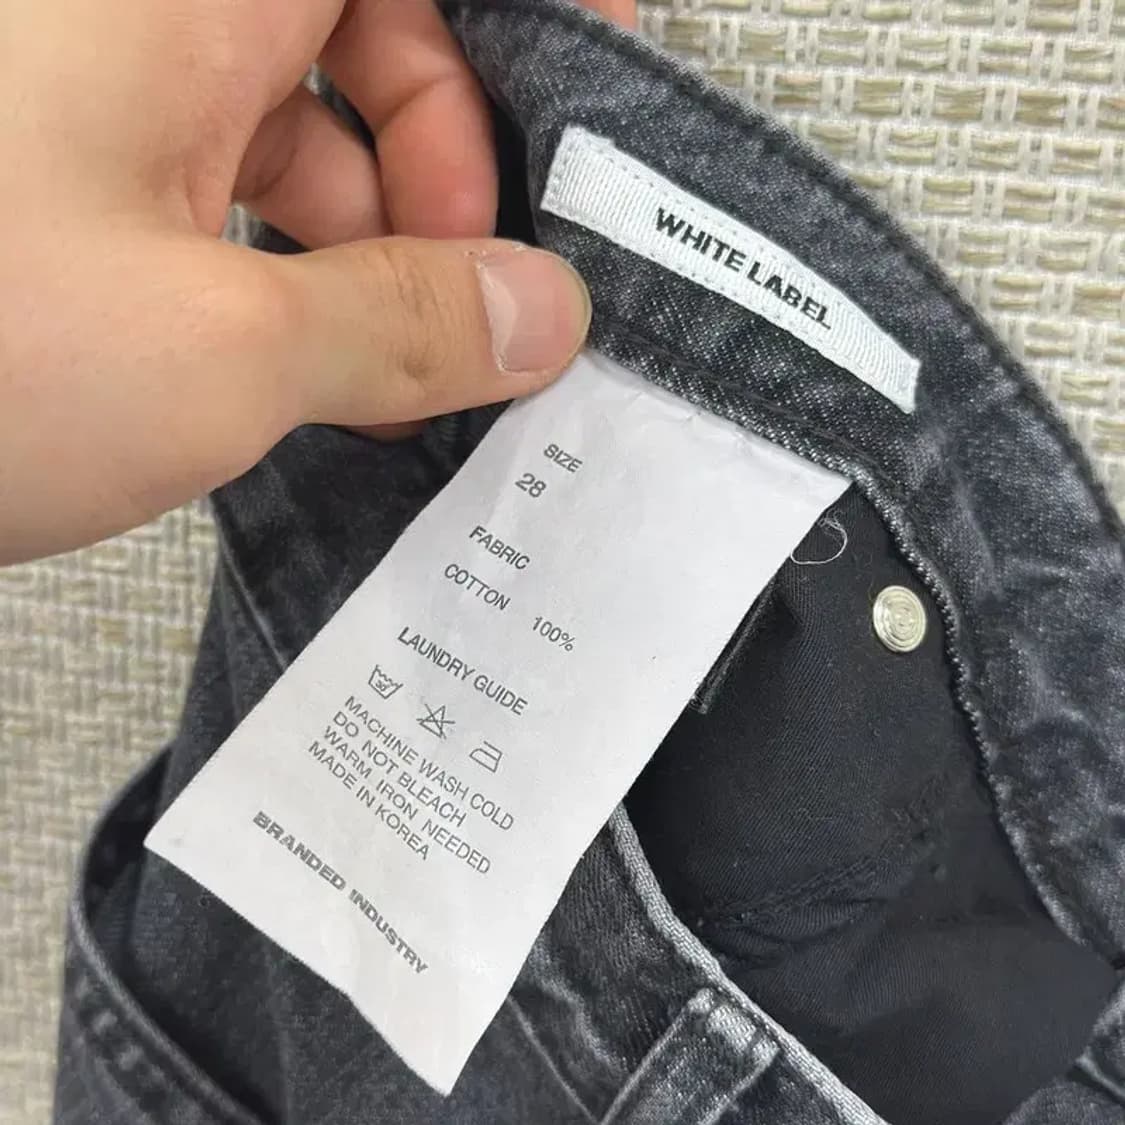 WHITE LABEL
SIZE
28
FABRIC
COTTON 100%
LAUNDRY GUIDE
30
MACHINE WASH COLD
DO NOT BLEACH
WARM IRON NEEDED
MADE IN KOREA
BRANDED INDUSTRY